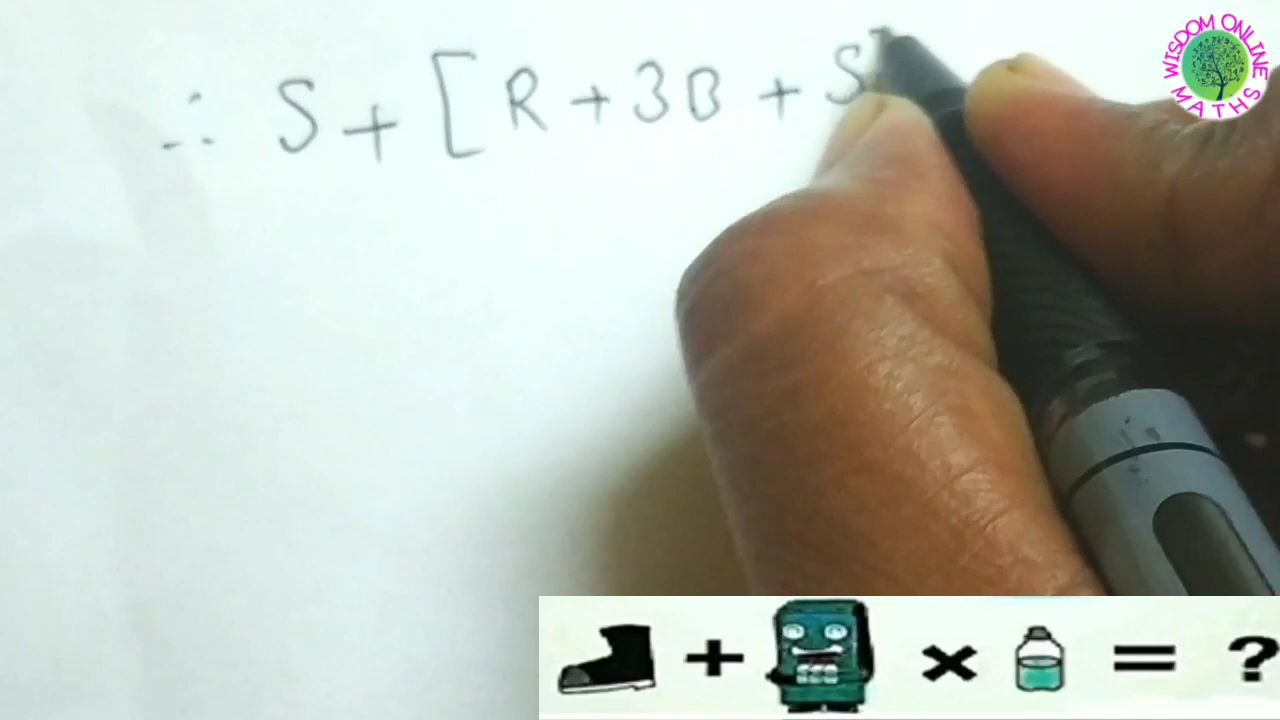 ∴ S + [ R + 3B + S
WISDOM ONLINE MATHS
+ × = ?